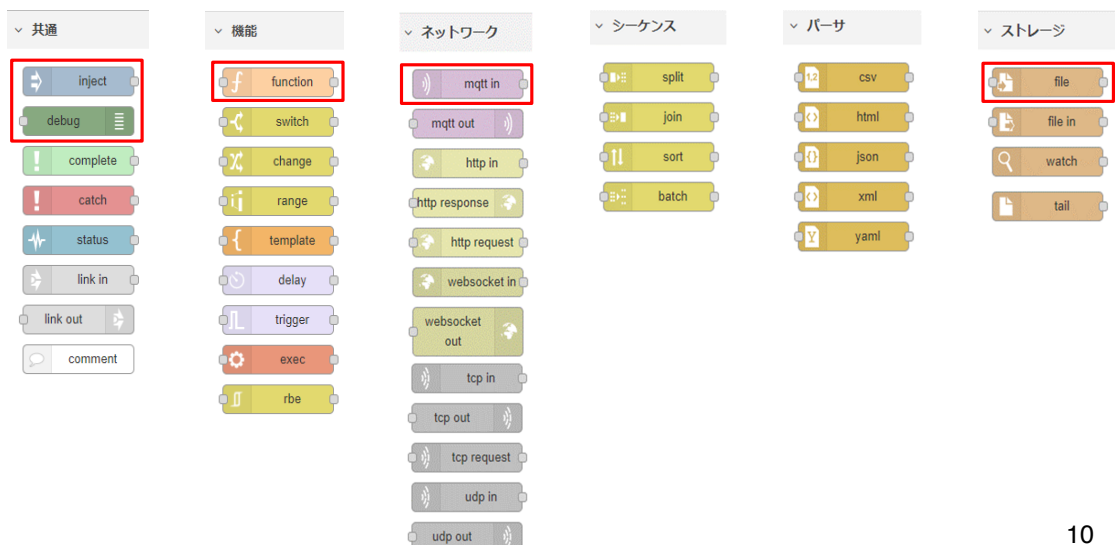 共通
inject
debug
complete
catch
status
link in
link out
comment
機能
function
switch
change
range
template
delay
trigger
exec
rbe
ネットワーク
mqtt in
mqtt out
http in
http response
http request
websocket in
websocket
out
tcp in
tcp out
tcp request
udp in
udp out
シーケンス
split
join
sort
batch
パーサ
1,2
csv
html
json
xml
Y
yaml
ストレージ
file
file in
watch
tail
10